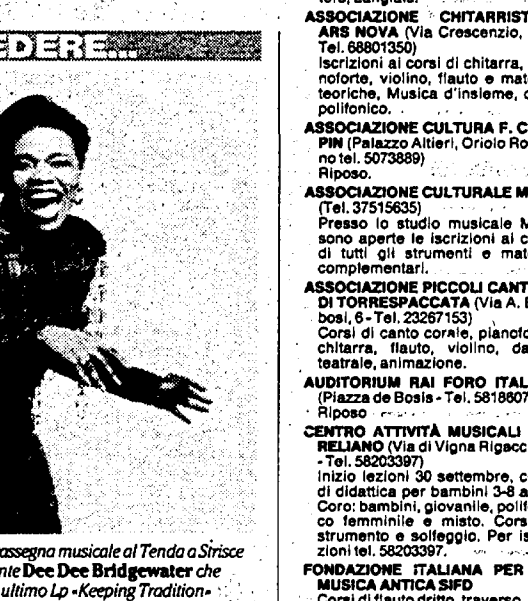 EDERE...
assegna musicale al Tenda a Strisce
nte Dee Dee Bridgewater che
ultimo Lp «Keeping Tradition»
ASSOCIAZIONE CHITARRIST
ARS NOVA (Via Crescenzio,
Tel. 68801350)
Iscrizioni ai corsi di chitarra,
noforte, violino, flauto e mat
teoriche, Musica d'insieme, c
polifonico.
ASSOCIAZIONE CULTURA F. C
PIN (Palazzo Altieri, Oriolo Ro
no tel. 5073889)
Riposo.
ASSOCIAZIONE CULTURALE M
(Tel. 37515635)
Presso lo studio musicale M
sono aperte le iscrizioni ai c
di tutti gli strumenti e mat
complementari.
ASSOCIAZIONE PICCOLI CANT
DI TORRESPACCATA (Via A. B
bosi, 6 - Tel. 23267153)
Corsi di canto corale, pianofo
chitarra, flauto, violino, da
teatrale, animazione.
AUDITORIUM RAI FORO ITAL
(Piazza de Bosis - Tel. 5818607
Riposo
CENTRO ATTIVITÀ MUSICALI
RELIANO (Via di Vigna Rigacc
- Tel. 58203397)
Inizio lezioni 30 settembre, c
di didattica per bambini 3-8 a
Coro: bambini, giovanile, polif
co femminile e misto. Cors
strumento e solfeggio. Per is
zioni tel. 58203397.
FONDAZIONE ITALIANA PER
MUSICA ANTICA SIFD
Corsi di flauto dritto, traverso